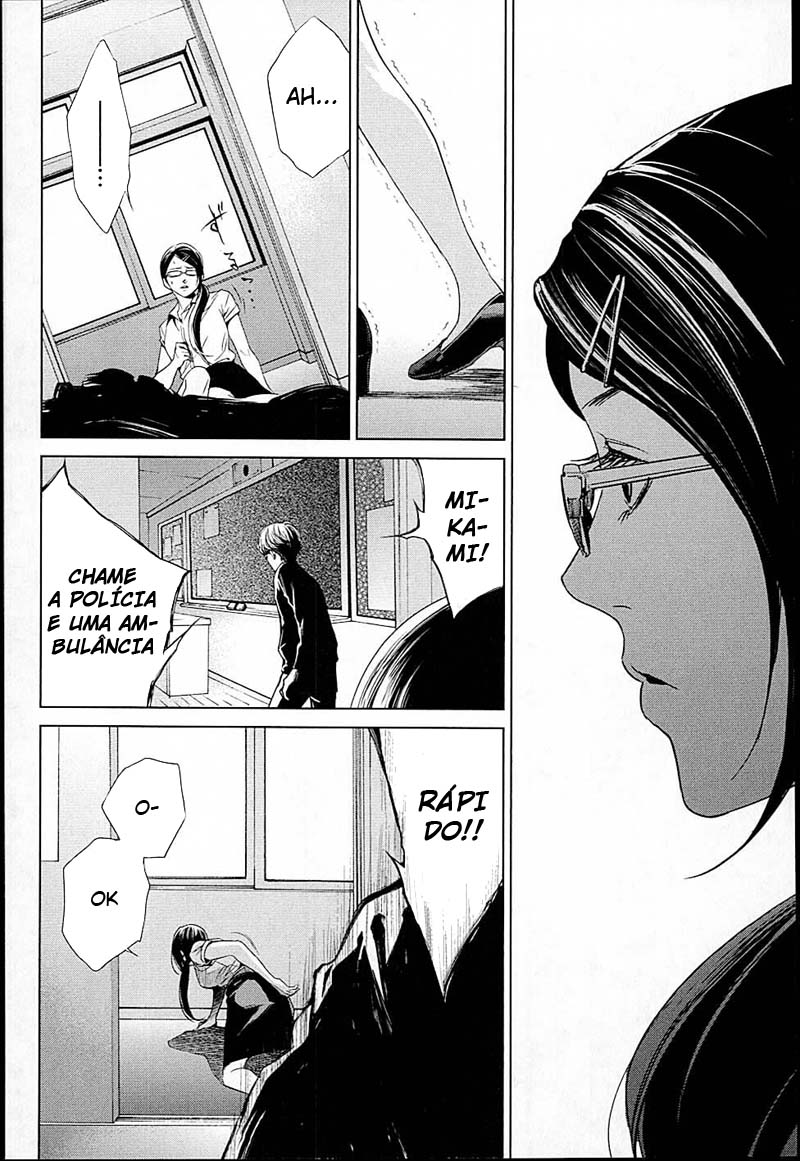 AH...
MI-
KA-
MI!
CHAME
A POLÍCIA
E UMA AM-
BULÂNCIA
RÁPI
DO!!
O-
OK